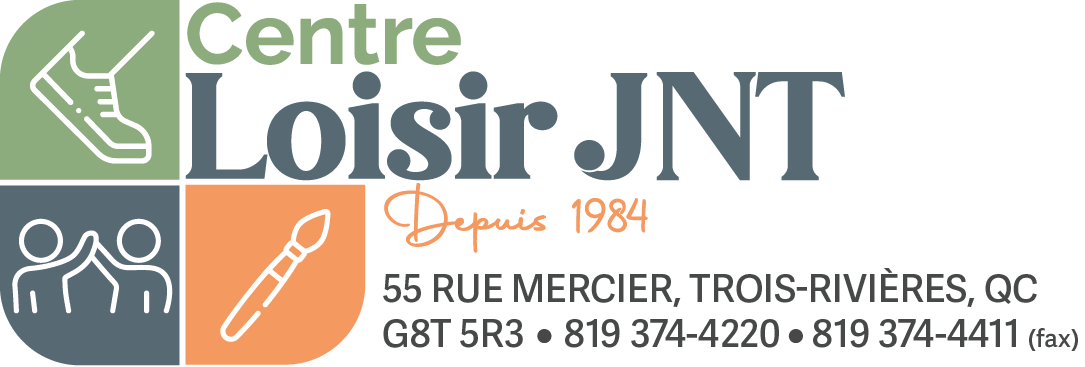 Centre
Loisir JNT
Depuis 1984
55 RUE MERCIER, TROIS-RIVIÈRES, QC
G8T 5R3 • 819 374-4220 • 819 374-4411 (fax)